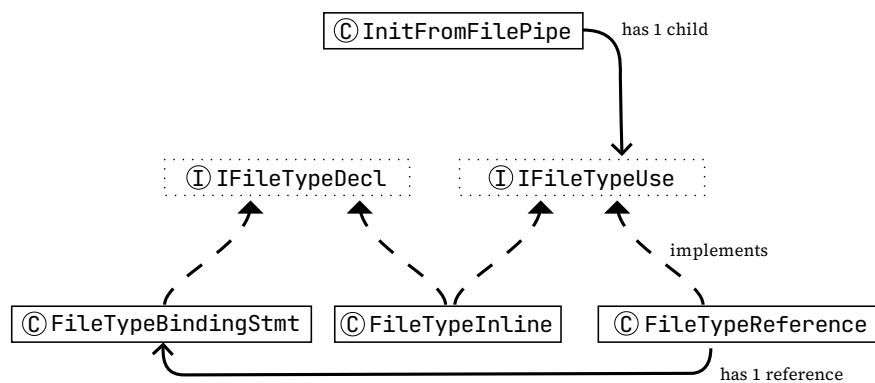 Ⓒ InitFromFilePipe
has 1 child
Ⓘ IFileTypeDecl
Ⓘ IFileTypeUse
implements
Ⓒ FileTypeBindingStmt
Ⓒ FileTypeInline
Ⓒ FileTypeReference
has 1 reference